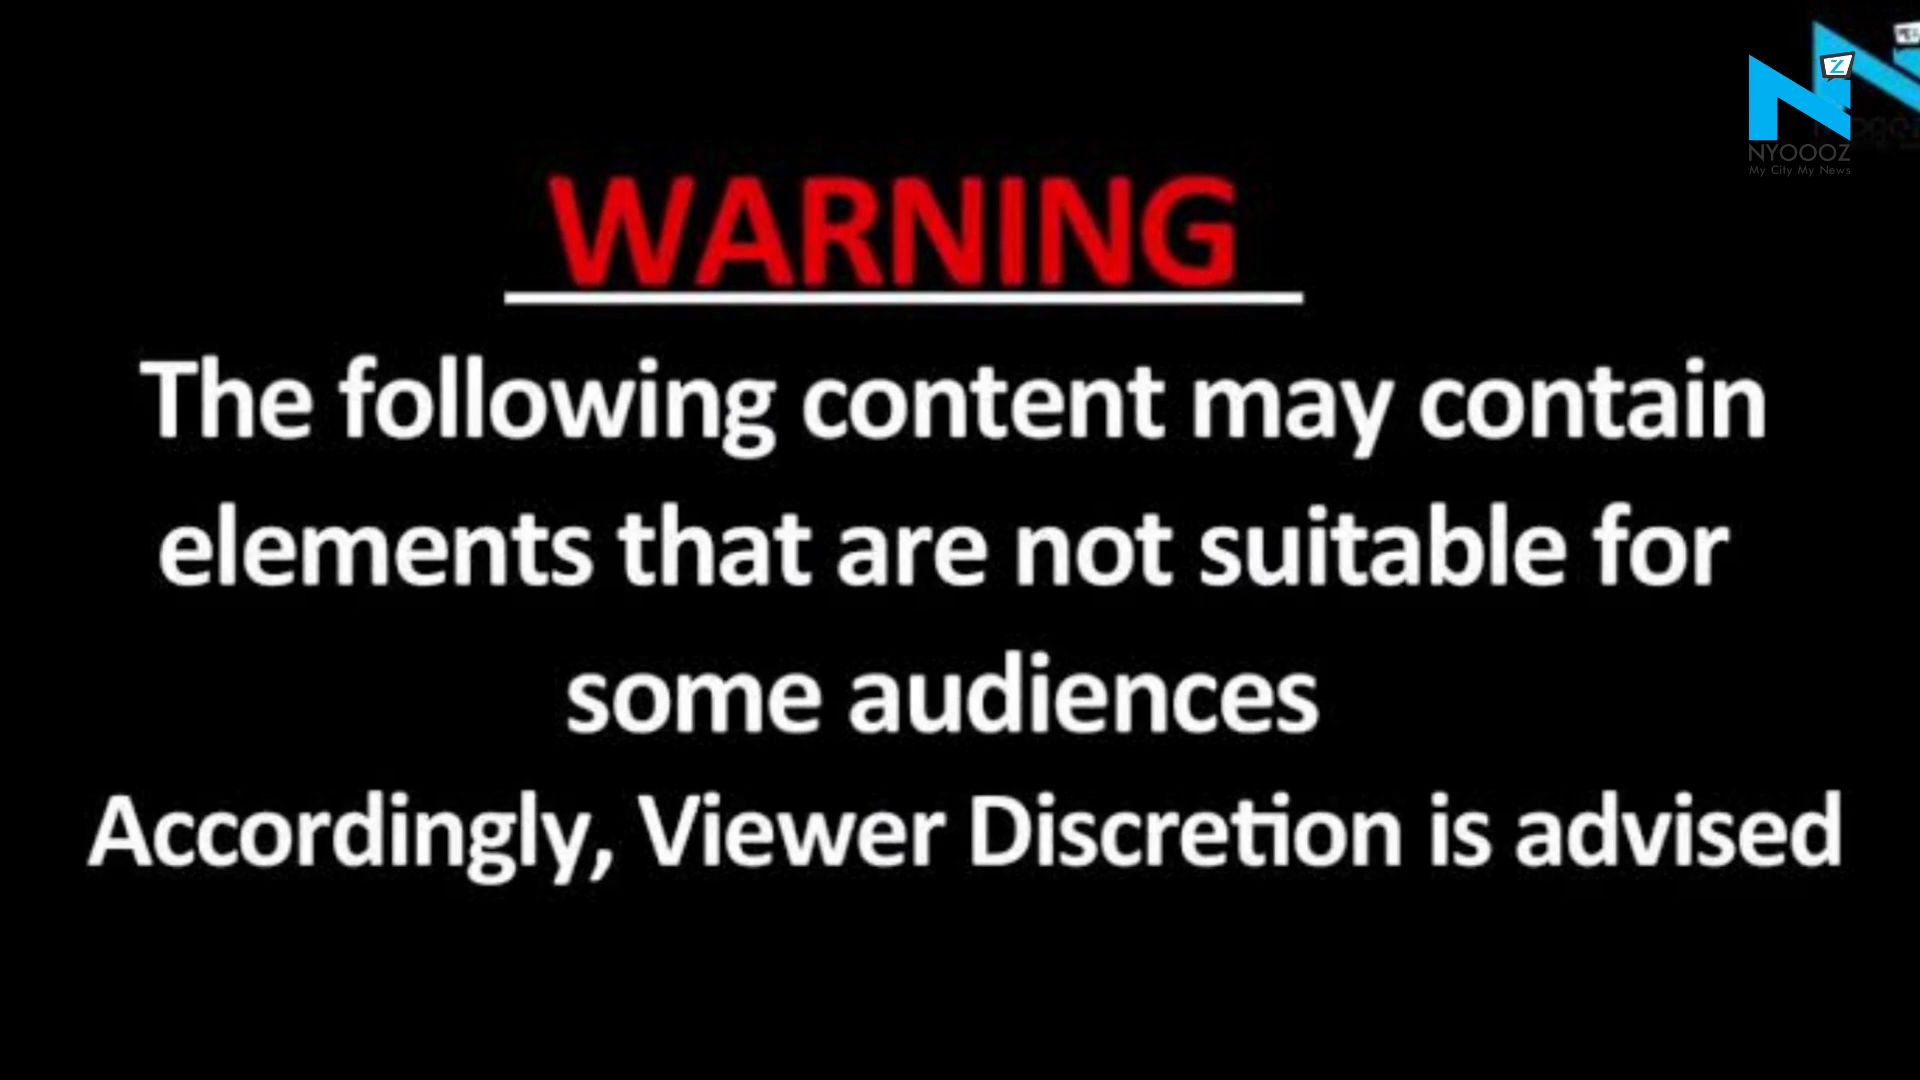 Z
NYOOOZ
My City My News
WARNING
The following content may contain
elements that are not suitable for
some audiences
Accordingly, Viewer Discretion is advised